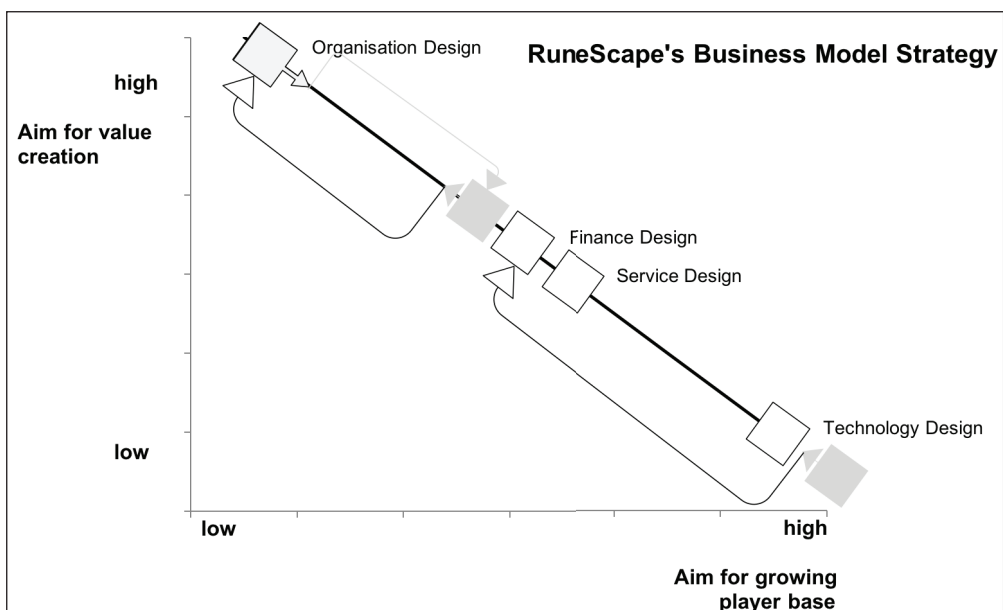 RuneScape's Business Model Strategy
Organisation Design
high
Aim for value
creation
Finance Design
Service Design
Technology Design
low
low
high
Aim for growing
player base